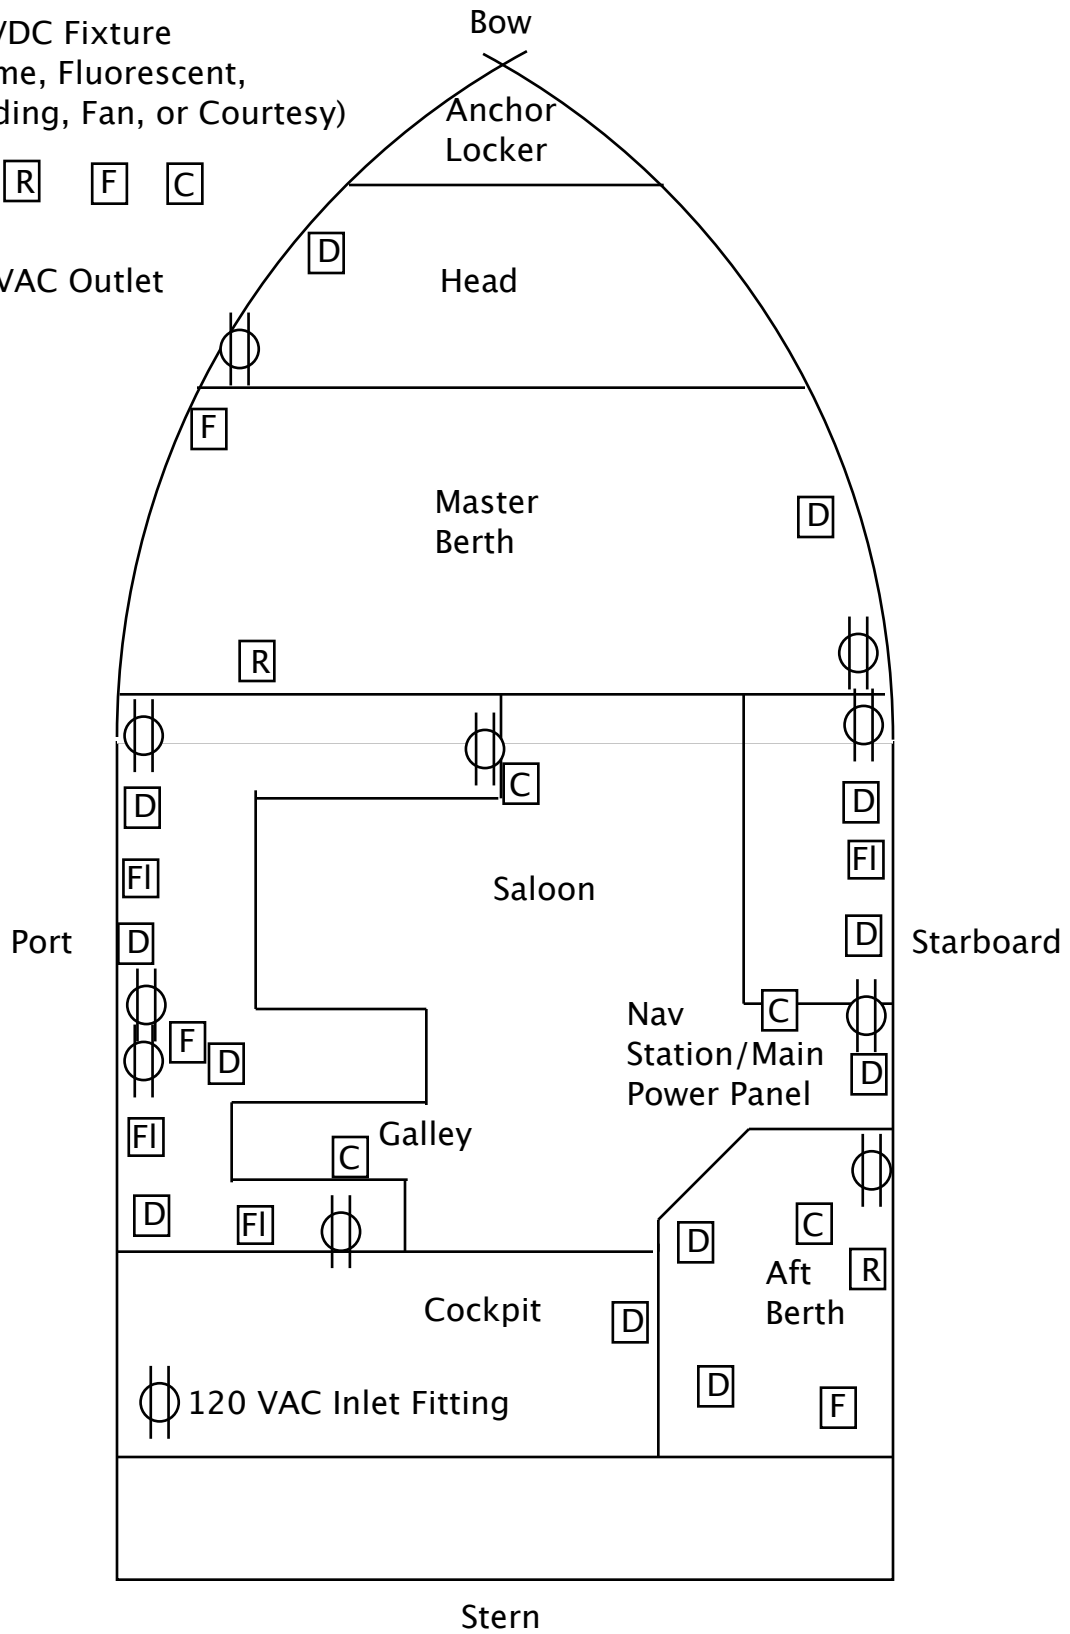 Bow
VDC Fixture
me, Fluorescent,
ding, Fan, or Courtesy)
Anchor
Locker
R F C
D
Head
VAC Outlet
F
Master
Berth
D
R
C
D
D
Fl
Fl
Saloon
Port
D
D
Starboard
C
Nav
Station/Main
Power Panel
F
D
D
Fl
Galley
C
D
Fl
C
D
Aft
Berth
R
Cockpit
D
D
F
120 VAC Inlet Fitting
Stern